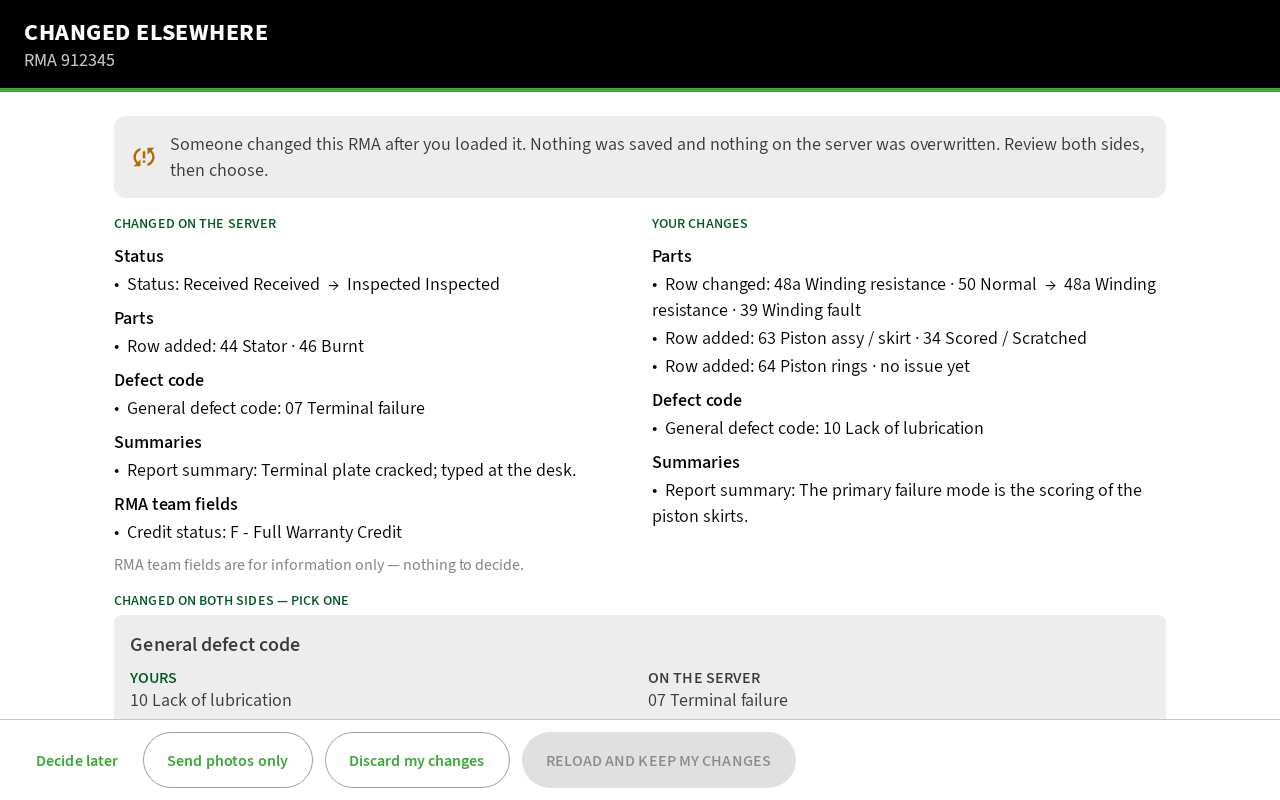 CHANGED ELSEWHERE
RMA 912345
Someone changed this RMA after you loaded it. Nothing was saved and nothing on the server was overwritten. Review both sides,
then choose.
CHANGED ON THE SERVER
Status
• Status: Received Received → Inspected Inspected
Parts
• Row added: 44 Stator · 46 Burnt
Defect code
• General defect code: 07 Terminal failure
Summaries
• Report summary: Terminal plate cracked; typed at the desk.
RMA team fields
• Credit status: F - Full Warranty Credit
RMA team fields are for information only — nothing to decide.
YOUR CHANGES
Parts
• Row changed: 48a Winding resistance · 50 Normal → 48a Winding
resistance · 39 Winding fault
• Row added: 63 Piston assy / skirt · 34 Scored / Scratched
• Row added: 64 Piston rings · no issue yet
Defect code
• General defect code: 10 Lack of lubrication
Summaries
• Report summary: The primary failure mode is the scoring of the
piston skirts.
CHANGED ON BOTH SIDES — PICK ONE
General defect code
YOURS
10 Lack of lubrication
ON THE SERVER
07 Terminal failure
Decide later
Send photos only
Discard my changes
RELOAD AND KEEP MY CHANGES